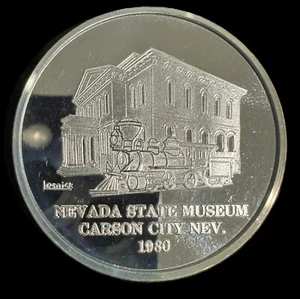 NEVADA STATE MUSEUM
CARSON CITY NEV.
1980